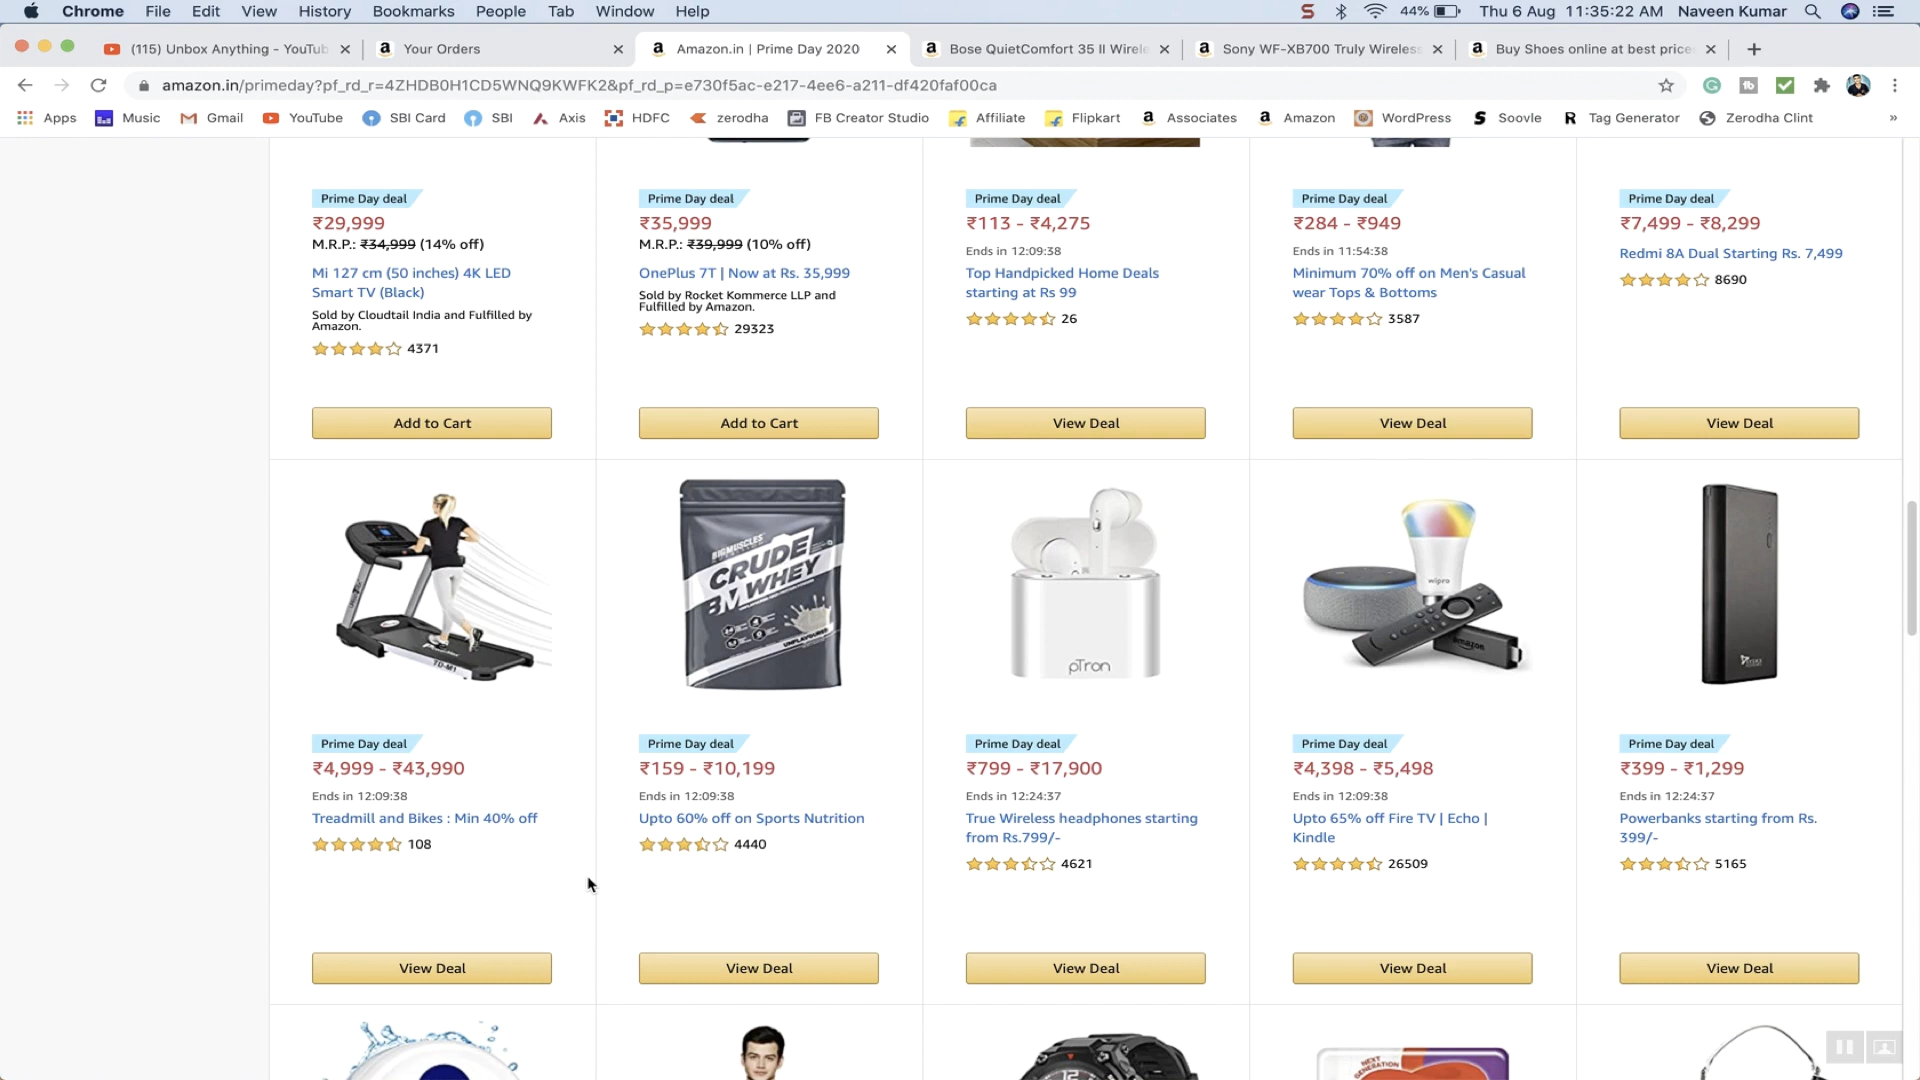 Chrome File Edit View History Bookmarks People Tab Window Help S 44% Thu 6 Aug 11:35:22 AM Naveen Kumar
(115) Unbox Anything - YouTub
Your Orders
Amazon.in | Prime Day 2020
Bose QuietComfort 35 II Wirele
Sony WF-XB700 Truly Wireless
Buy Shoes online at best price
amazon.in/primeday?pf_rd_r=4ZHDB0H1CD5WNQ9KWFK2&pf_rd_p=e730f5ac-e217-4ee6-a211-df420faf00ca
Apps Music Gmail YouTube SBI Card SBI Axis HDFC zerodha FB Creator Studio Affiliate Flipkart Associates Amazon WordPress Soovle Tag Generator Zerodha Clint »
Prime Day deal
₹29,999
M.R.P.: ₹34,999 (14% off)
Mi 127 cm (50 inches) 4K LED
Smart TV (Black)
Sold by Cloudtail India and Fulfilled by
Amazon.
4371
Add to Cart
Prime Day deal
₹35,999
M.R.P.: ₹39,999 (10% off)
OnePlus 7T | Now at Rs. 35,999
Sold by Rocket Kommerce LLP and
Fulfilled by Amazon.
29323
Add to Cart
Prime Day deal
₹113 - ₹4,275
Ends in 12:09:38
Top Handpicked Home Deals
starting at Rs 99
26
View Deal
Prime Day deal
₹284 - ₹949
Ends in 11:54:38
Minimum 70% off on Men's Casual
wear Tops & Bottoms
3587
View Deal
Prime Day deal
₹7,499 - ₹8,299
Redmi 8A Dual Starting Rs. 7,499
8690
View Deal
TD-M1
Prime Day deal
₹4,999 - ₹43,990
Ends in 12:09:38
Treadmill and Bikes : Min 40% off
108
View Deal
BIGMUSCLES
CRUDE
BM WHEY
UNFLAVOURED
Prime Day deal
₹159 - ₹10,199
Ends in 12:09:38
Upto 60% off on Sports Nutrition
4440
View Deal
pTron
Prime Day deal
₹799 - ₹17,900
Ends in 12:24:37
True Wireless headphones starting
from Rs.799/-
4621
View Deal
wipro
amazon
Prime Day deal
₹4,398 - ₹5,498
Ends in 12:09:38
Upto 65% off Fire TV | Echo |
Kindle
26509
View Deal
Prime Day deal
₹399 - ₹1,299
Ends in 12:24:37
Powerbanks starting from Rs.
399/-
5165
View Deal
NEXT
GENERATION